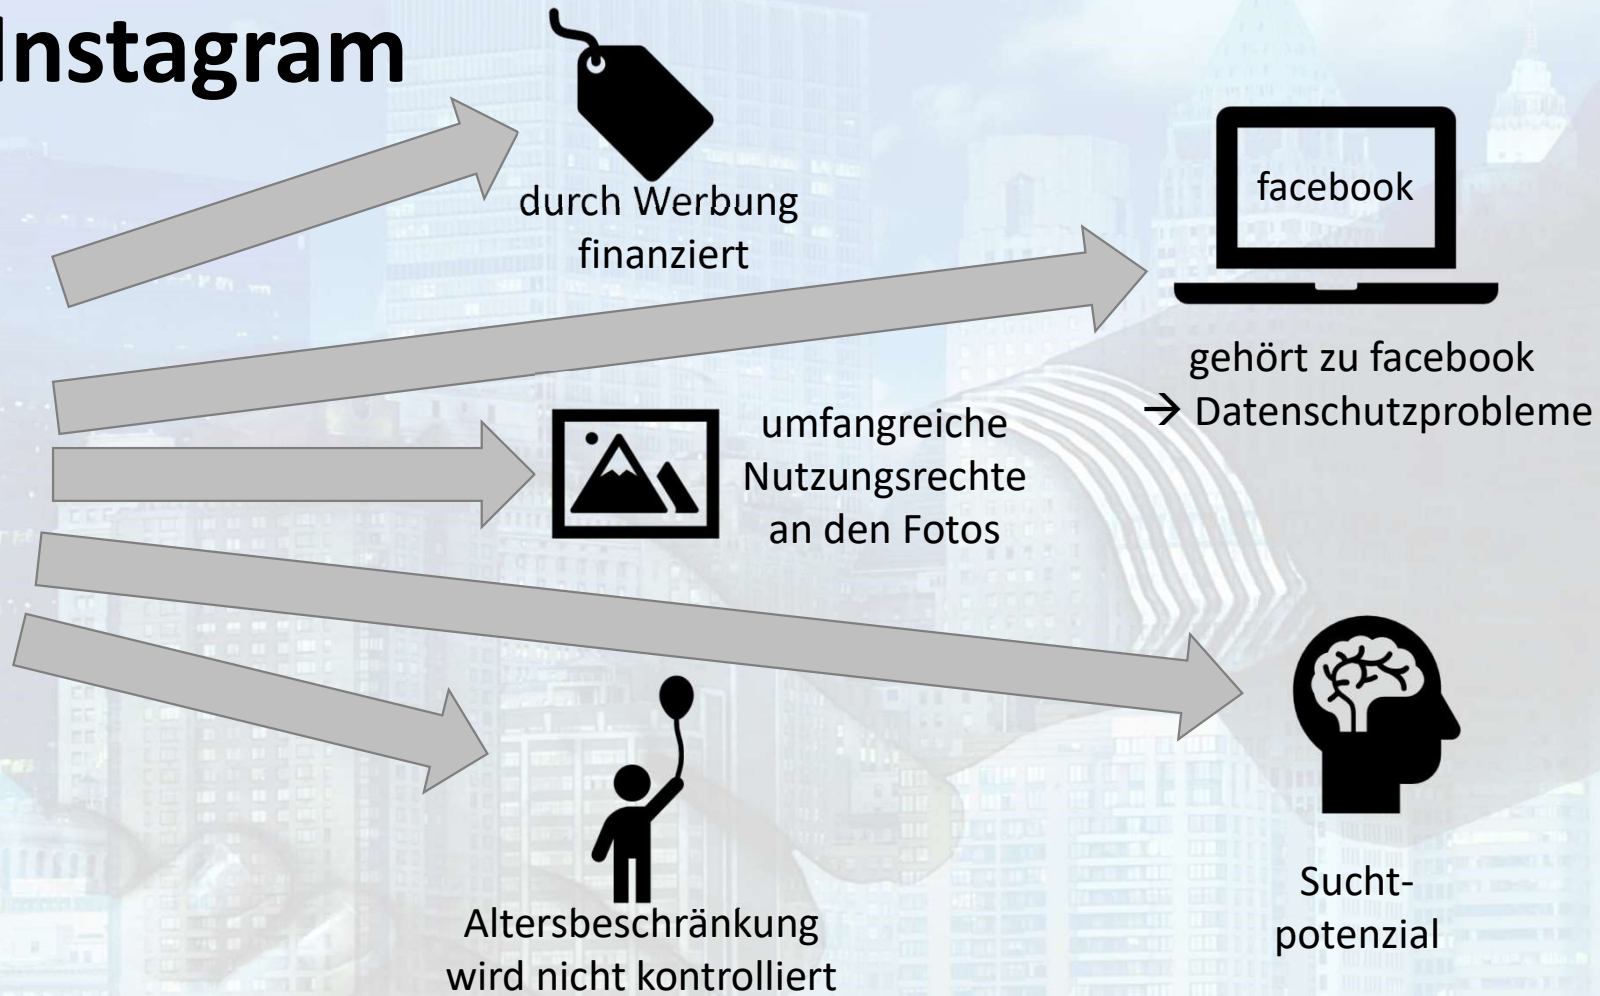 Instagram
durch Werbung
finanziert
facebook
gehört zu facebook
→ Datenschutzprobleme
umfangreiche
Nutzungsrechte
an den Fotos
Altersbeschränkung
wird nicht kontrolliert
Sucht-
potenzial